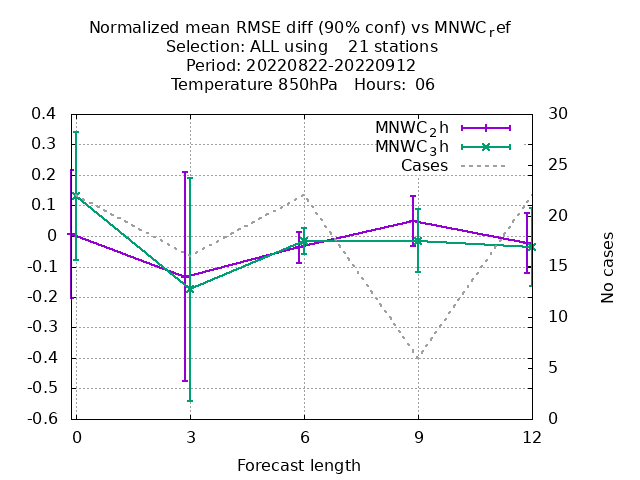 Normalized mean RMSE diff (90% conf) vs MNWCref
Selection: ALL using    21 stations
Period: 20220822-20220912
Temperature 850hPa   Hours:  06
MNWC2h
MNWC3h
Cases
0.4
0.3
0.2
0.1
0
-0.1
-0.2
-0.3
-0.4
-0.5
-0.6
30
25
20
15
10
5
0
No cases
0 3 6 9 12
Forecast length